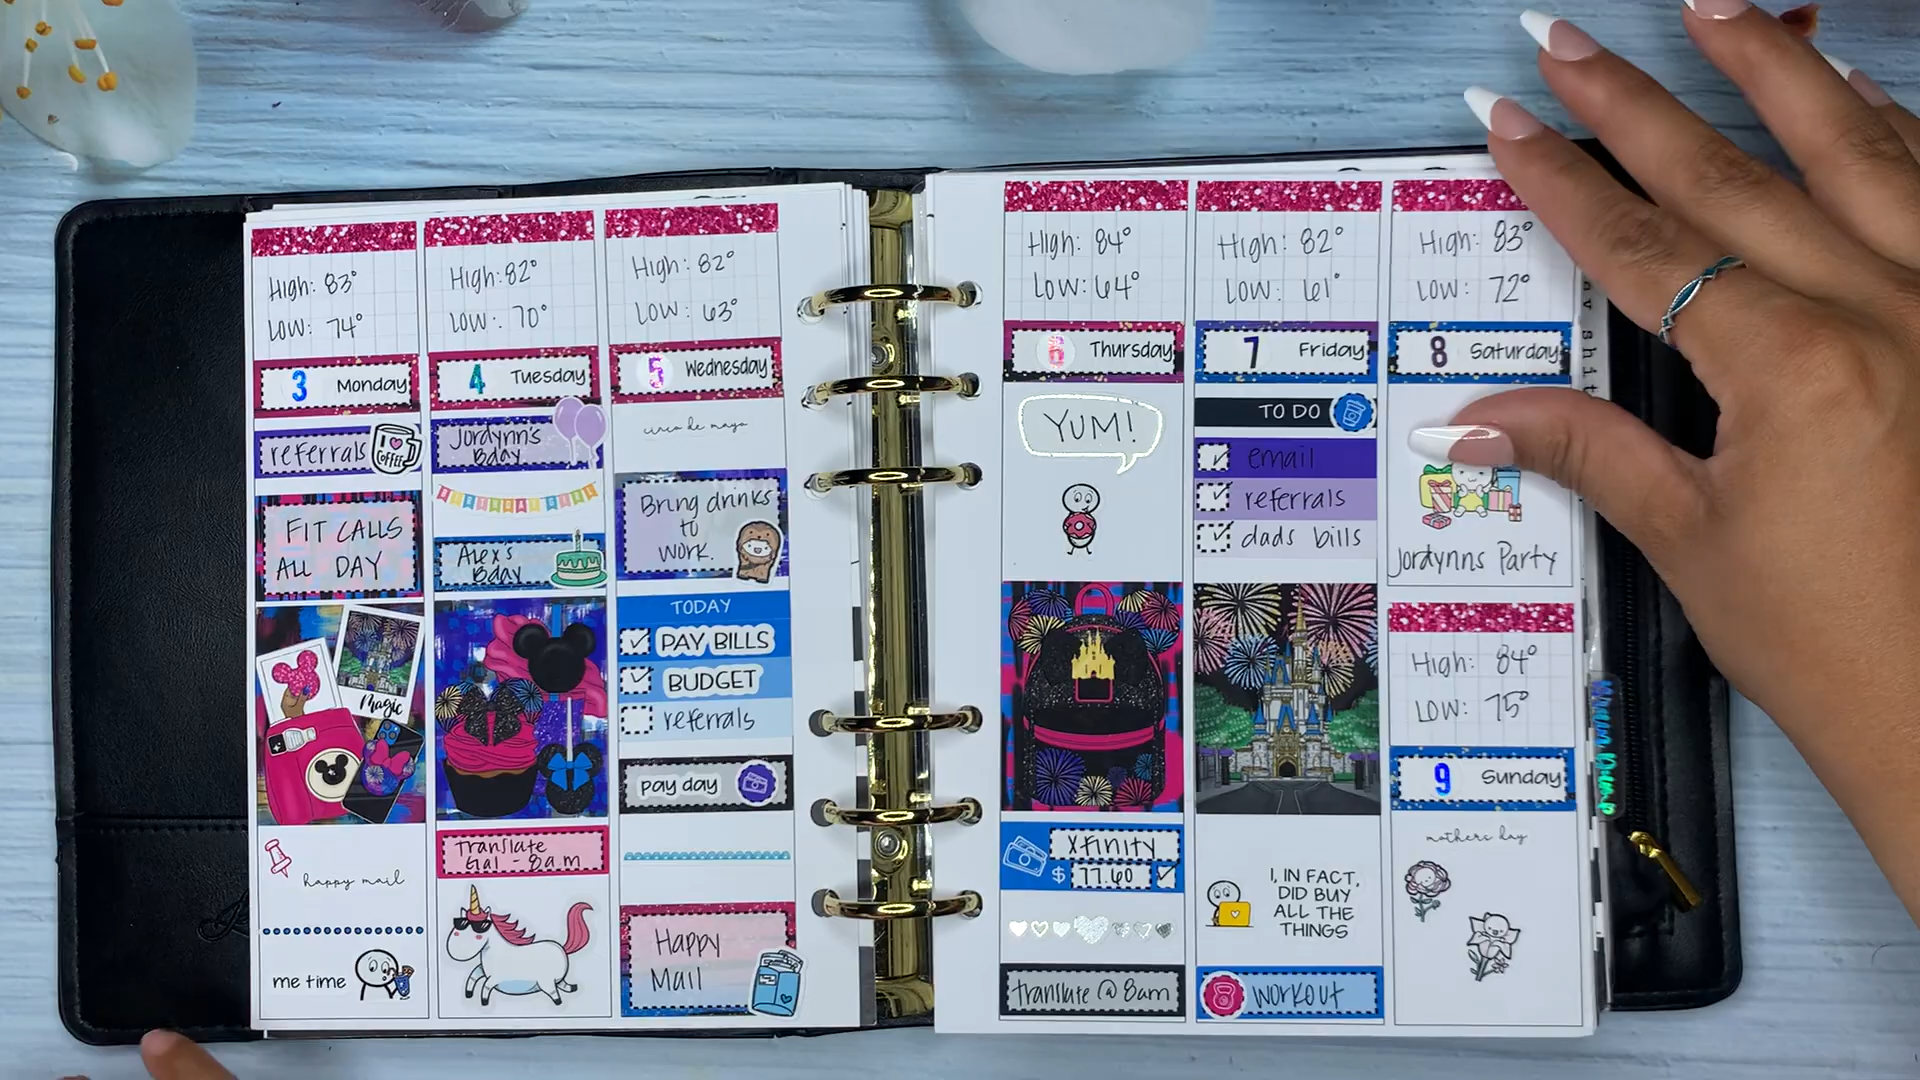 High: 83°
Low: 74°
3 Monday
referrals
I
COFFEE
FIT CALLS
ALL DAY
Magic
happy mail
me time
High: 82°
Low: 70°
4 Tuesday
Jordynn's
Bday
BIRTHDAY GIRL
Alex's
Bday
Translate
Gal - 8am
High: 82°
Low: 63°
5 Wednesday
cinco de mayo
Bring drinks
to
work.
TODAY
PAY BILLS
BUDGET
referrals
pay day
Happy
Mail
High: 84°
Low: 64°
6 Thursday
YUM!
Xfinity
$ 77.60
translate @ 8am
High: 82°
Low: 61°
7 Friday
TO DO
email
referrals
dads bills
I, IN FACT,
DID BUY
ALL THE
THINGS
workout
High: 83°
Low: 72°
8 Saturday
Jordynns Party
High: 84°
Low: 75°
9 Sunday
mothers day